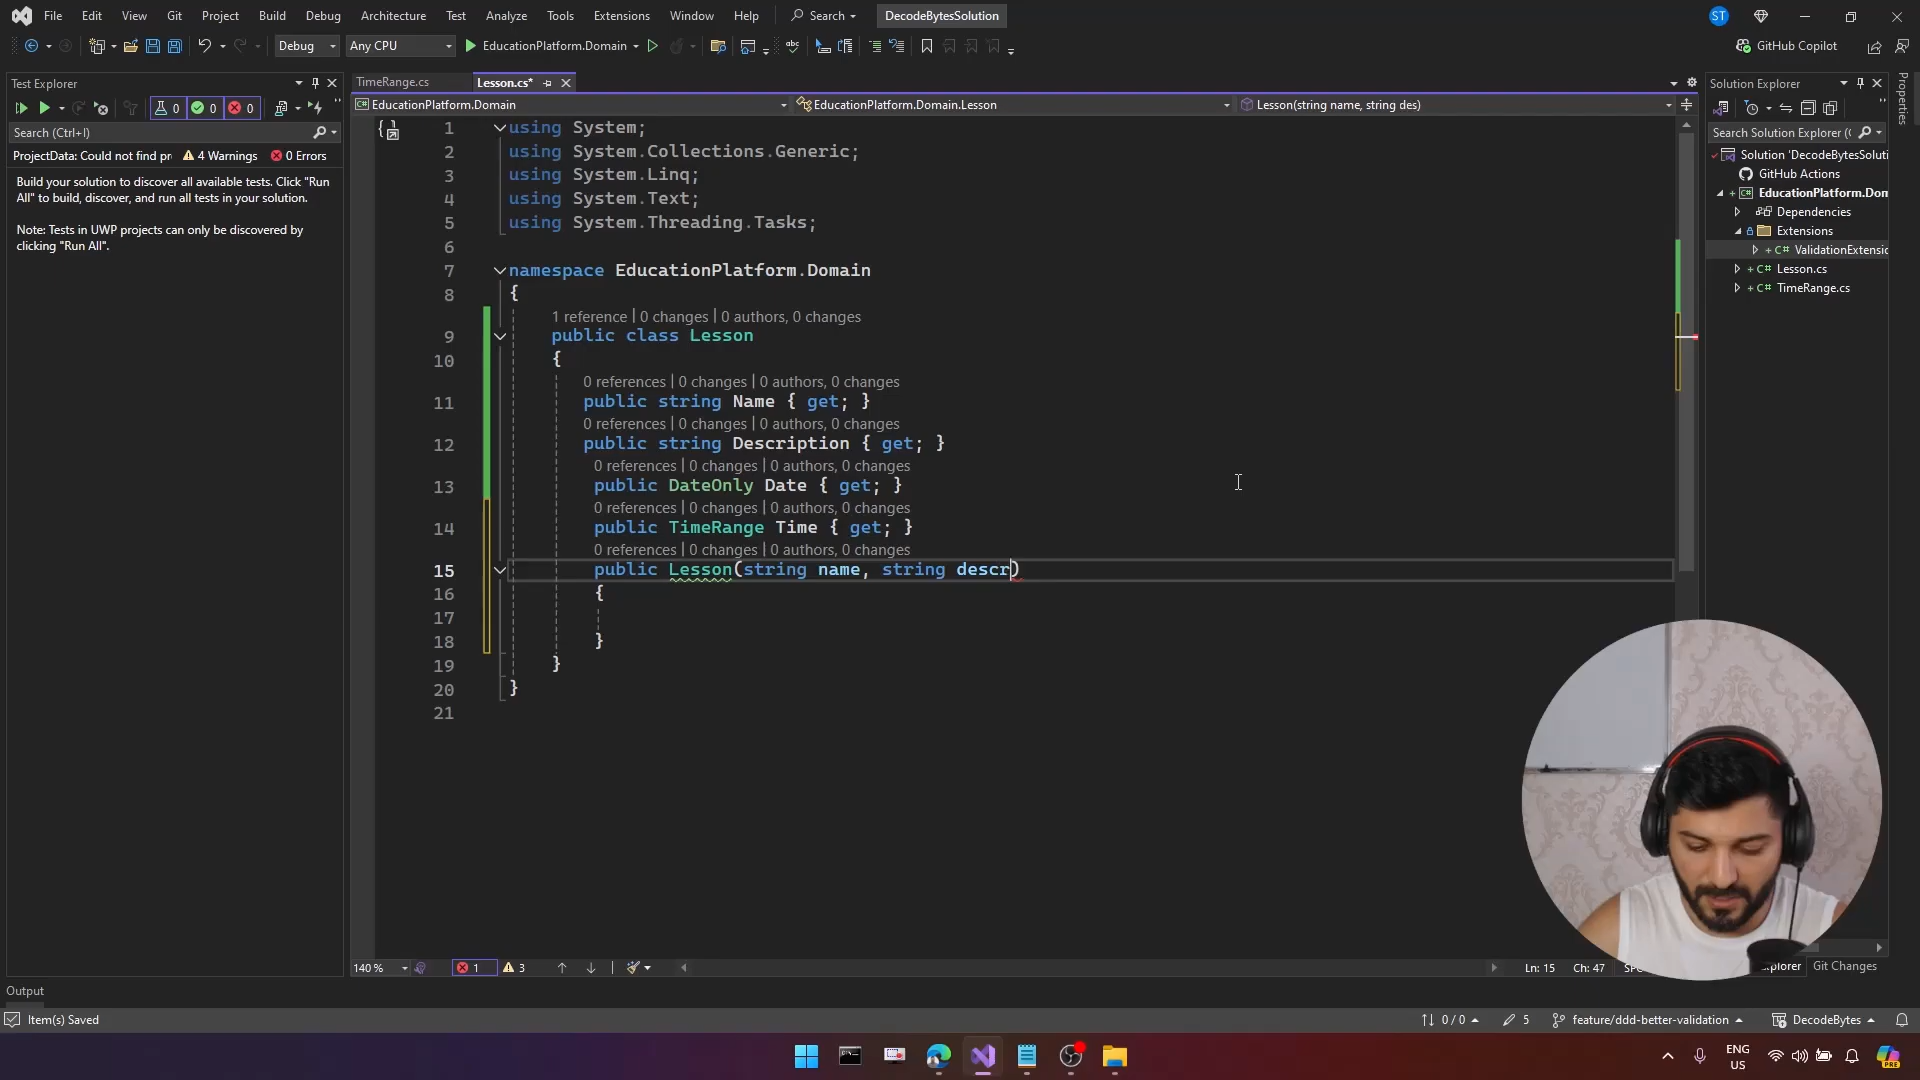 File Edit View Git Project Build Debug Architecture Test Analyze Tools Extensions Window Help Search DecodeBytesSolution ST
Debug Any CPU EducationPlatform.Domain GitHub Copilot
Test Explorer
0 0 0
Search (Ctrl+I)
ProjectData: Could not find pr 4 Warnings 0 Errors
Build your solution to discover all available tests. Click "Run
All" to build, discover, and run all tests in your solution.
Note: Tests in UWP projects can only be discovered by
clicking "Run All".
TimeRange.cs Lesson.cs*
EducationPlatform.Domain EducationPlatform.Domain.Lesson Lesson(string name, string des)
1 using System;
2 using System.Collections.Generic;
3 using System.Linq;
4 using System.Text;
5 using System.Threading.Tasks;
6
7 namespace EducationPlatform.Domain
8 {
1 reference | 0 changes | 0 authors, 0 changes
9 public class Lesson
10 {
0 references | 0 changes | 0 authors, 0 changes
11 public string Name { get; }
0 references | 0 changes | 0 authors, 0 changes
12 public string Description { get; }
0 references | 0 changes | 0 authors, 0 changes
13 public DateOnly Date { get; }
0 references | 0 changes | 0 authors, 0 changes
14 public TimeRange Time { get; }
0 references | 0 changes | 0 authors, 0 changes
15 public Lesson(string name, string descr)
16 {
17
18 }
19 }
20 }
21
140 % 1 3 Ln: 15 Ch: 47 SPC
Solution Explorer
Search Solution Explorer (C
Solution 'DecodeBytesSoluti
GitHub Actions
EducationPlatform.Dom
Dependencies
Extensions
C# ValidationExtensic
C# Lesson.cs
C# TimeRange.cs
Properties
xplorer Git Changes
Output
Item(s) Saved 0 / 0 5 feature/ddd-better-validation DecodeBytes
ENG
US
PRE